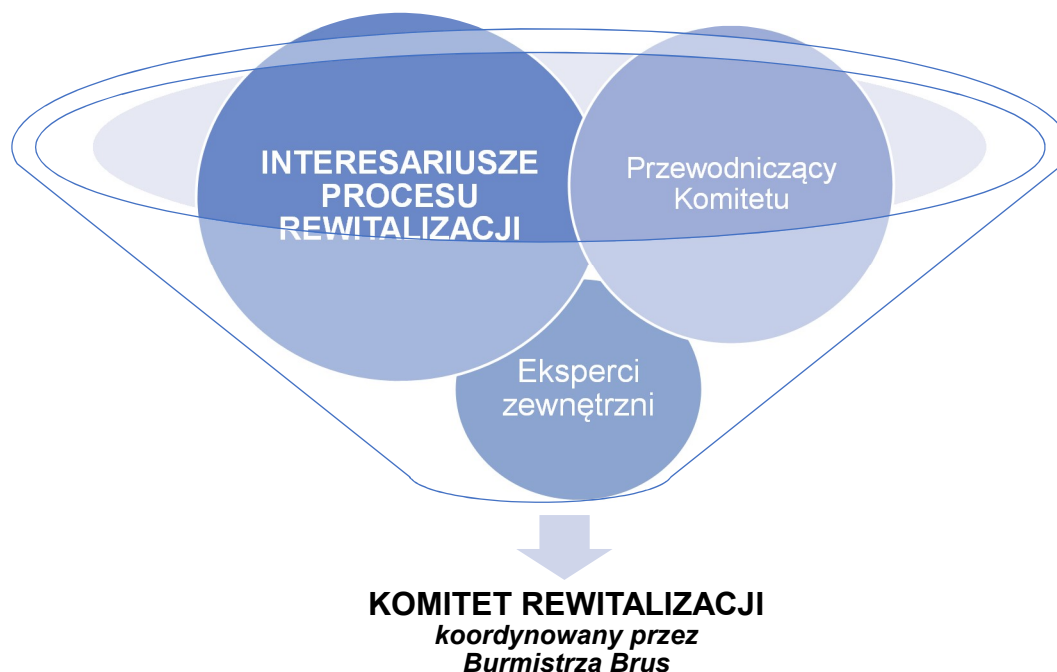 INTERESARIUSZE
PROCESU
REWITALIZACJI
Przewodniczący
Komitetu
Eksperci
zewnętrzni
KOMITET REWITALIZACJI
koordynowany przez
Burmistrza Brus